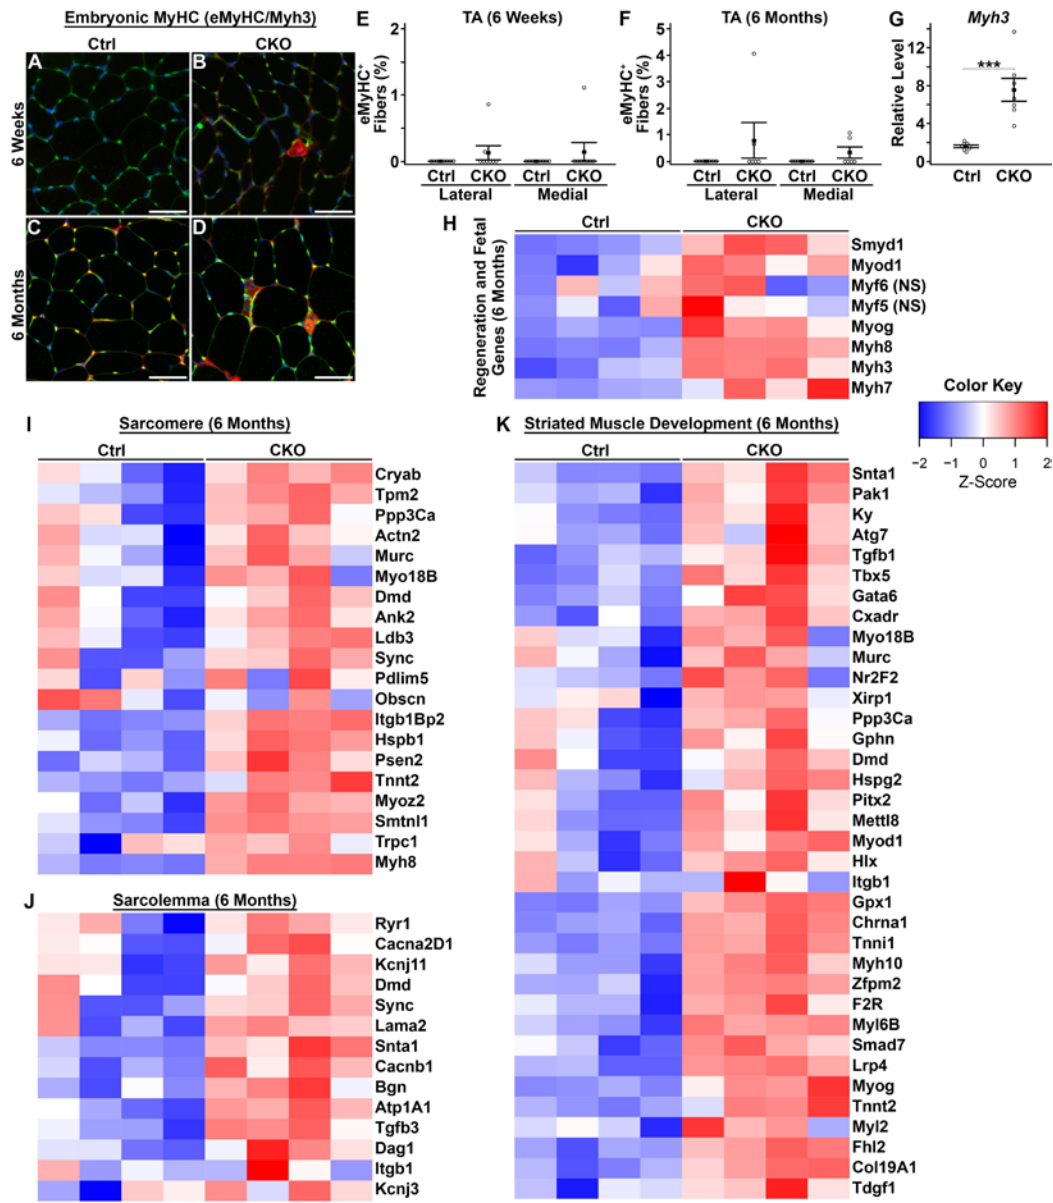 Embryonic MyHC (eMyHC/Myh3)
Ctrl CKO
A B
6 Weeks
C D
6 Months
E TA (6 Weeks)
eMyHC+ Fibers (%)
2
1
0
Ctrl CKO Ctrl CKO
Lateral Medial
F TA (6 Months)
eMyHC+ Fibers (%)
5
4
3
2
1
0
Ctrl CKO Ctrl CKO
Lateral Medial
G Myh3
Relative Level
12
8
4
0
***
Ctrl CKO
H Ctrl CKO
Regeneration and Fetal Genes (6 Months)
Smyd1
Myod1
Myf6 (NS)
Myf5 (NS)
Myog
Myh8
Myh3
Myh7
Color Key
−2 −1 0 1 2
Z-Score
I Sarcomere (6 Months)
Ctrl CKO
Cryab
Tpm2
Ppp3Ca
Actn2
Murc
Myo18B
Dmd
Ank2
Ldb3
Sync
Pdlim5
Obscn
Itgb1Bp2
Hspb1
Psen2
Tnnt2
Myoz2
Smtnl1
Trpc1
Myh8
J Sarcolemma (6 Months)
Ryr1
Cacna2D1
Kcnj11
Dmd
Sync
Lama2
Snta1
Cacnb1
Bgn
Atp1A1
Tgfb3
Dag1
Itgb1
Kcnj3
K Striated Muscle Development (6 Months)
Ctrl CKO
Snta1
Pak1
Ky
Atg7
Tgfb1
Tbx5
Gata6
Cxadr
Myo18B
Murc
Nr2F2
Xirp1
Ppp3Ca
Gphn
Dmd
Hspg2
Pitx2
Mettl8
Myod1
Hlx
Itgb1
Gpx1
Chrna1
Tnni1
Myh10
Zfpm2
F2R
Myl6B
Smad7
Lrp4
Myog
Tnnt2
Myl2
Fhl2
Col19A1
Tdgf1